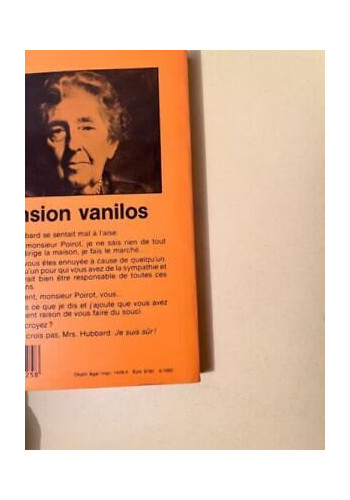 nsion vanilos
bard se sentait mal à l'aise.
monsieur Poirot, je ne sais rien de tout
dirige la maison, je fais le marché...
vous êtes ennuyée à cause de quelqu'un.
u'un pour qui vous avez de la sympathie et
rait bien être responsable de toutes ces
ns.
ent, monsieur Poirot, vous...
s ce que je dis et j'ajoute que vous avez
ent raison de vous faire du souci.
croyez ?
crois pas, Mrs. Hubbard. Je suis sûr !